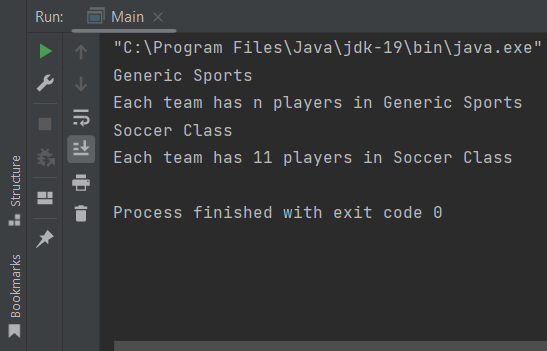 Run: Main
"C:\Program Files\Java\jdk-19\bin\java.exe"
Generic Sports
Each team has n players in Generic Sports
Soccer Class
Each team has 11 players in Soccer Class
Process finished with exit code 0
Structure
Bookmarks